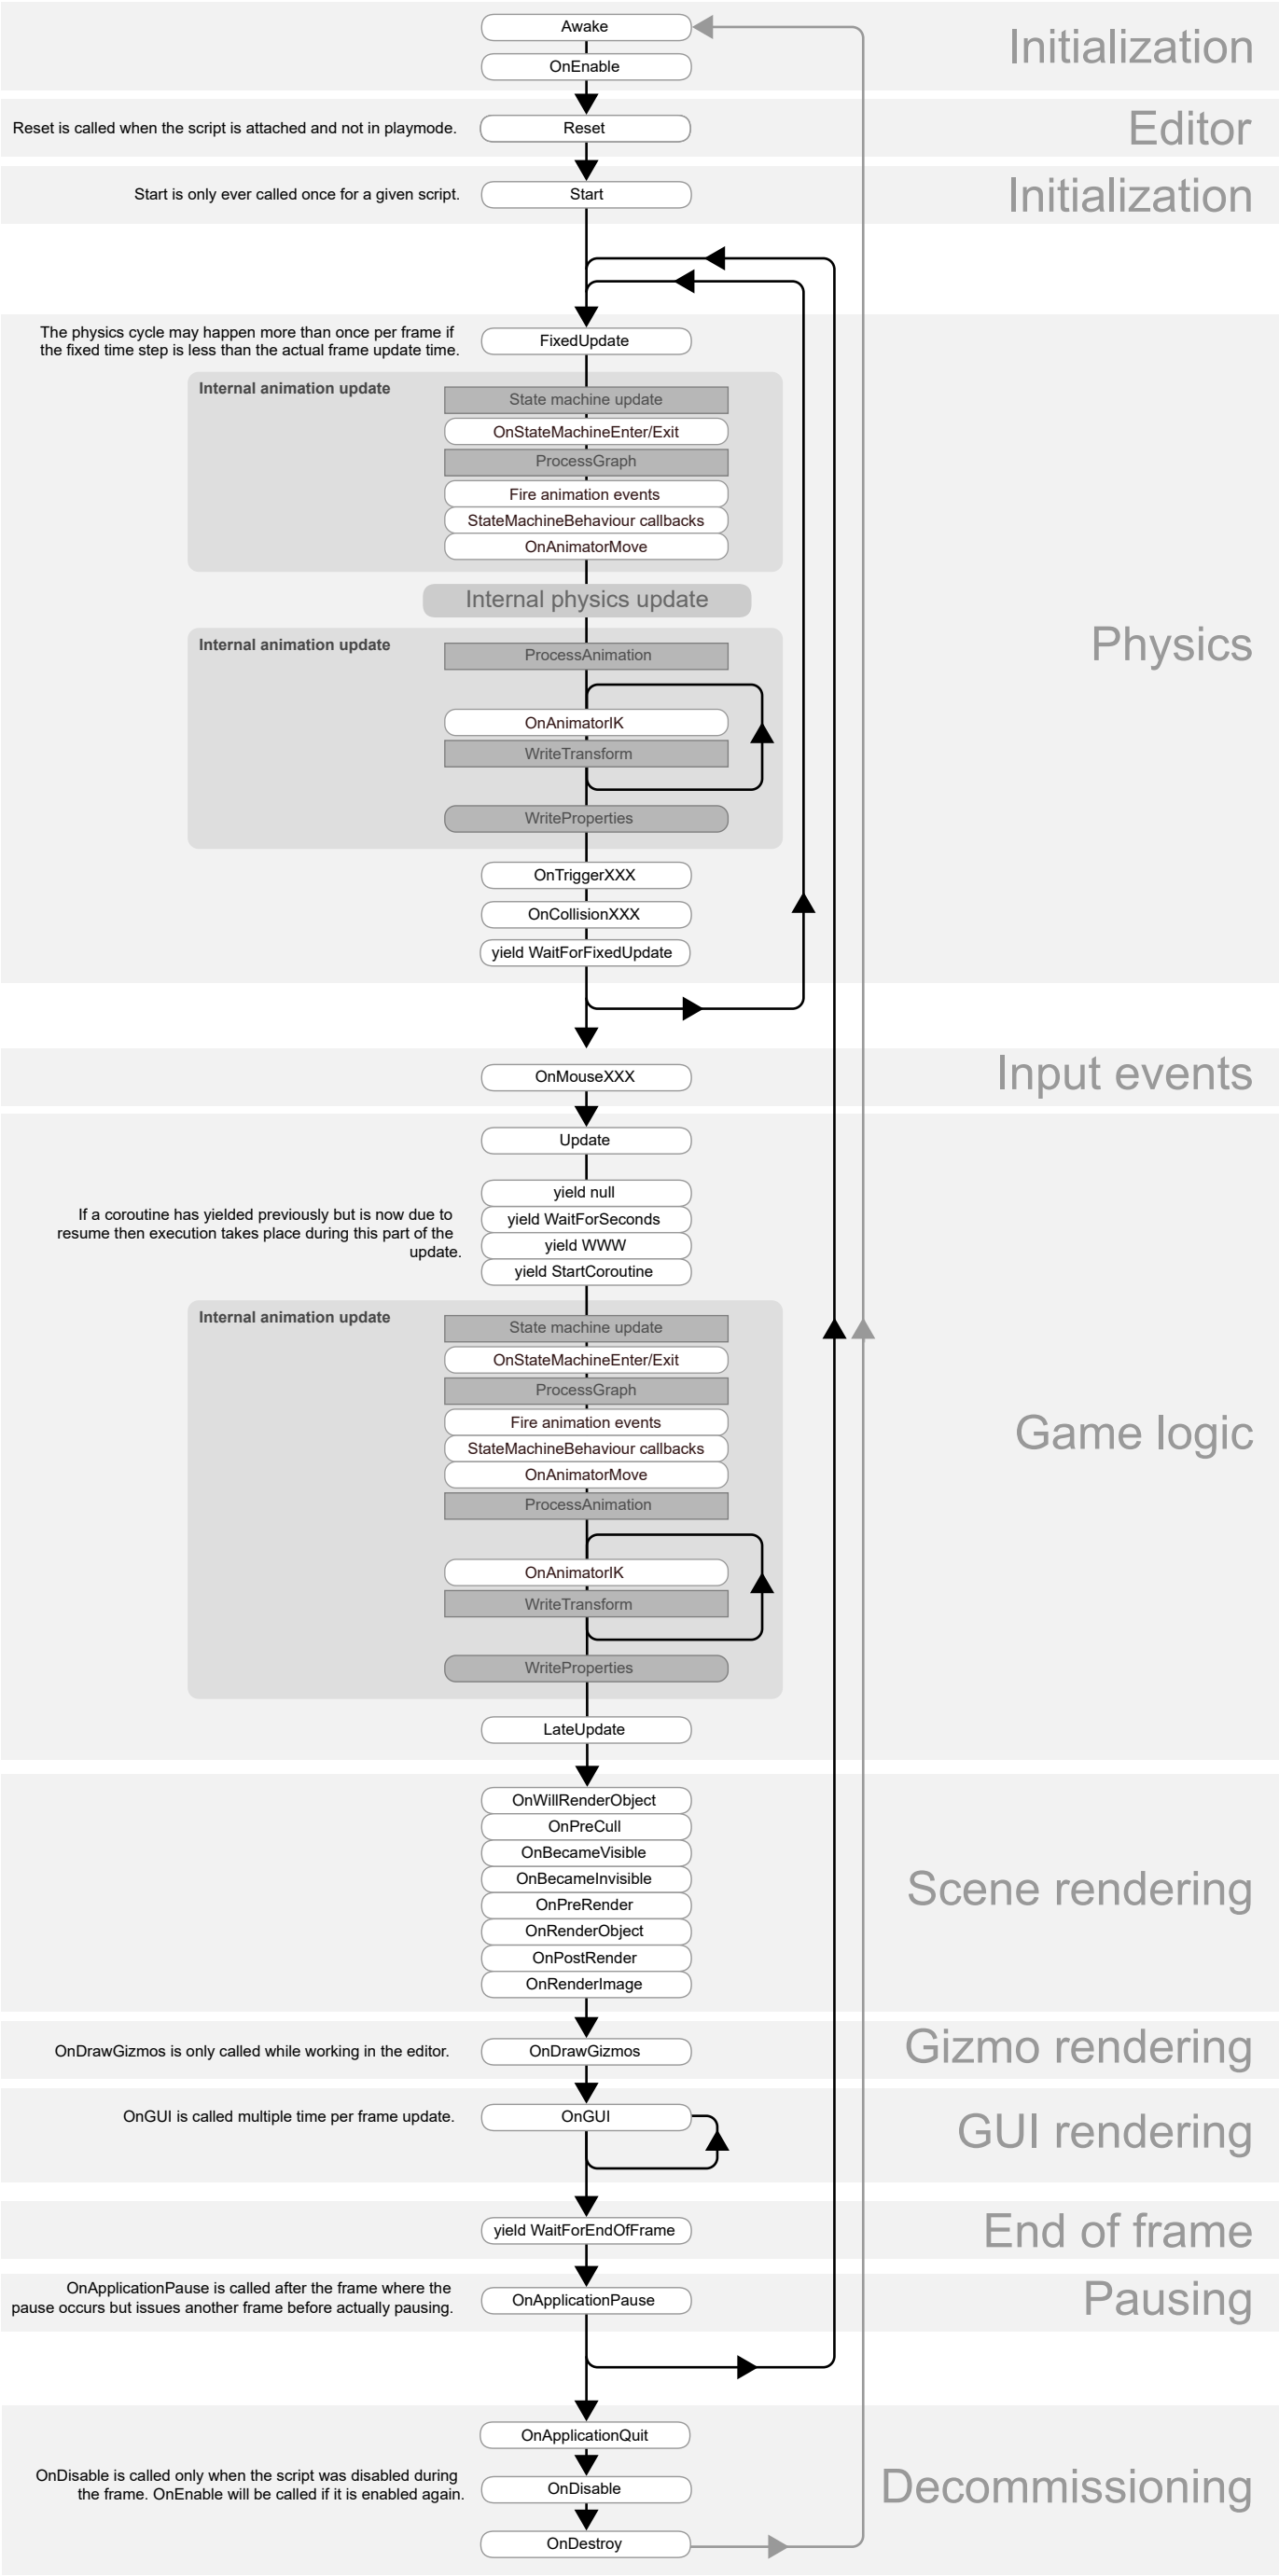 Awake
Initialization
OnEnable
Reset is called when the script is attached and not in playmode.
Reset
Editor
Start is only ever called once for a given script.
Start
Initialization
The physics cycle may happen more than once per frame if
the fixed time step is less than the actual frame update time.
FixedUpdate
Internal animation update
State machine update
OnStateMachineEnter/Exit
ProcessGraph
Fire animation events
StateMachineBehaviour callbacks
OnAnimatorMove
Internal physics update
Physics
Internal animation update
ProcessAnimation
OnAnimatorIK
WriteTransform
WriteProperties
OnTriggerXXX
OnCollisionXXX
yield WaitForFixedUpdate
OnMouseXXX
Input events
Update
yield null
If a coroutine has yielded previously but is now due to
resume then execution takes place during this part of the
update.
yield WaitForSeconds
yield WWW
yield StartCoroutine
Internal animation update
State machine update
OnStateMachineEnter/Exit
ProcessGraph
Fire animation events
Game logic
StateMachineBehaviour callbacks
OnAnimatorMove
ProcessAnimation
OnAnimatorIK
WriteTransform
WriteProperties
LateUpdate
OnWillRenderObject
OnPreCull
OnBecameVisible
OnBecameInvisible
Scene rendering
OnPreRender
OnRenderObject
OnPostRender
OnRenderImage
OnDrawGizmos is only called while working in the editor.
OnDrawGizmos
Gizmo rendering
OnGUI is called multiple time per frame update.
OnGUI
GUI rendering
yield WaitForEndOfFrame
End of frame
OnApplicationPause is called after the frame where the
pause occurs but issues another frame before actually pausing.
OnApplicationPause
Pausing
OnApplicationQuit
OnDisable is called only when the script was disabled during
the frame. OnEnable will be called if it is enabled again.
OnDisable
Decommissioning
OnDestroy